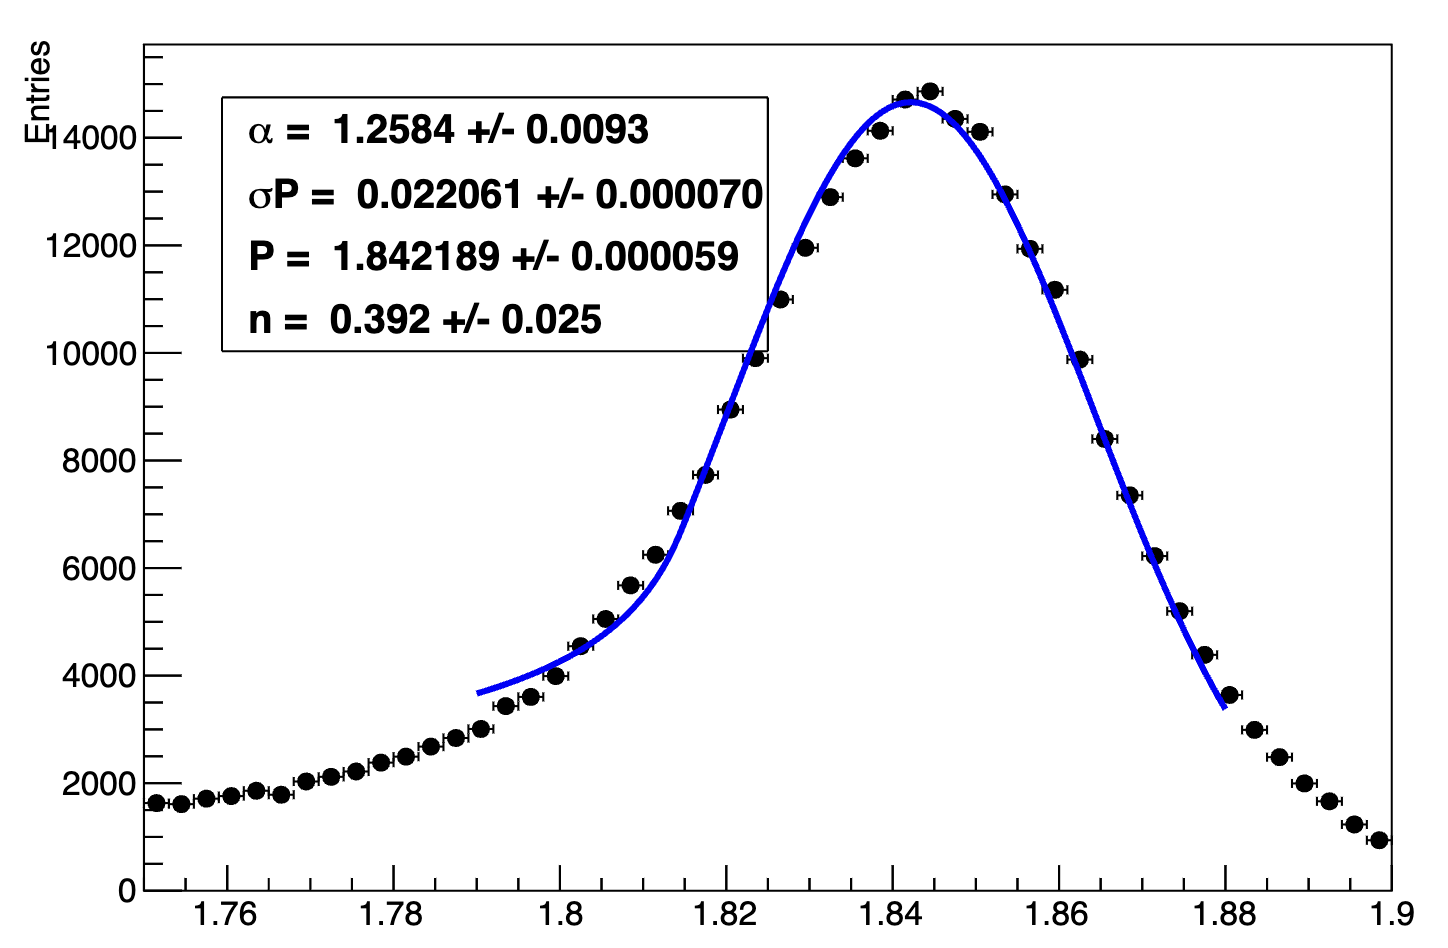 Entries
α = 1.2584 +/- 0.0093
σP = 0.022061 +/- 0.000070
P = 1.842189 +/- 0.000059
n = 0.392 +/- 0.025
14000
12000
10000
8000
6000
4000
2000
0
1.76 1.78 1.8 1.82 1.84 1.86 1.88 1.9